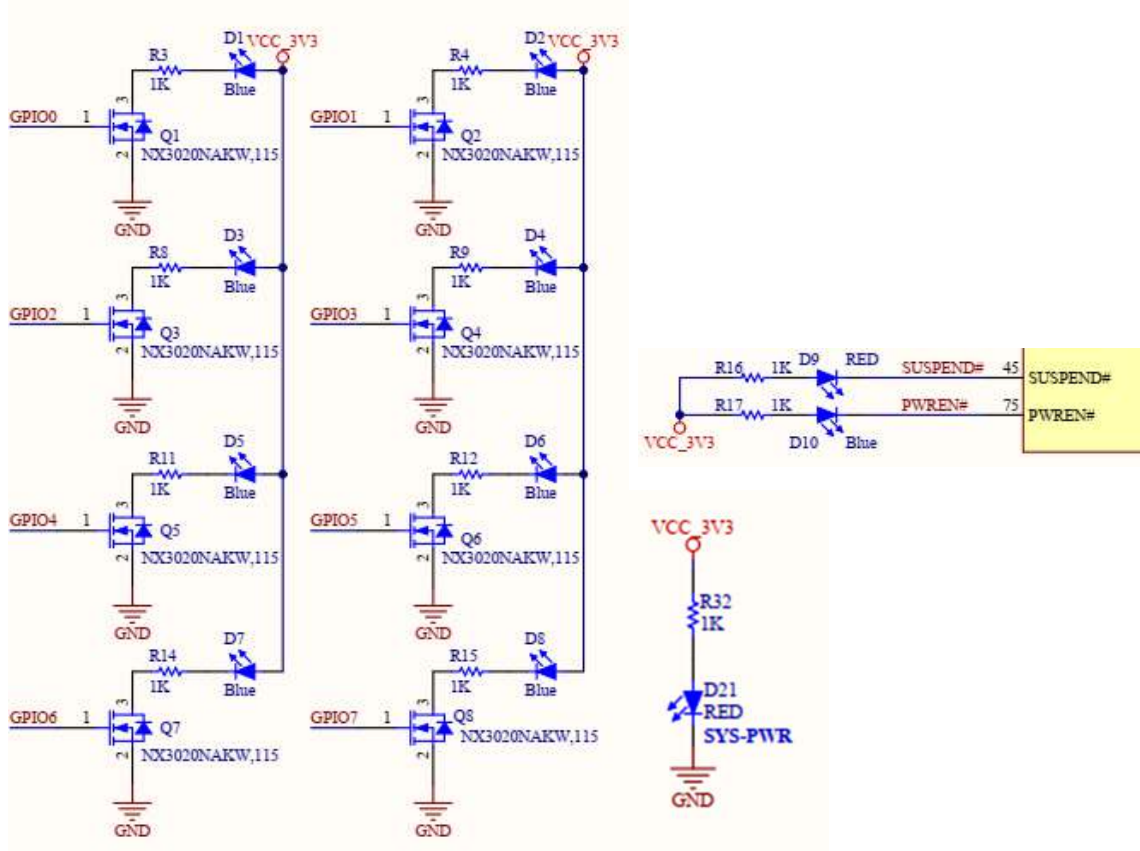 D1 VCC_3V3
R3
1K
Blue
GPIO0 1
3
2
Q1
NX3020NAKW,115
GND
D2 VCC_3V3
R4
1K
Blue
GPIO1 1
3
2
Q2
NX3020NAKW,115
GND
D3
R8
1K
Blue
GPIO2 1
3
2
Q3
NX3020NAKW,115
GND
D4
R9
1K
Blue
GPIO3 1
3
2
Q4
NX3020NAKW,115
GND
D5
R11
1K
Blue
GPIO4 1
3
2
Q5
NX3020NAKW,115
GND
D6
R12
1K
Blue
GPIO5 1
3
2
Q6
NX3020NAKW,115
GND
D7
R14
1K
Blue
GPIO6 1
3
2
Q7
NX3020NAKW,115
GND
D8
R15
1K
Blue
GPIO7 1
3
2
Q8
NX3020NAKW,115
GND
R16 1K D9 RED SUSPEND# 45 SUSPEND#
R17 1K PWREN# 75 PWREN#
VCC_3V3 D10 Blue
VCC_3V3
R32
1K
D21
RED
SYS-PWR
GND